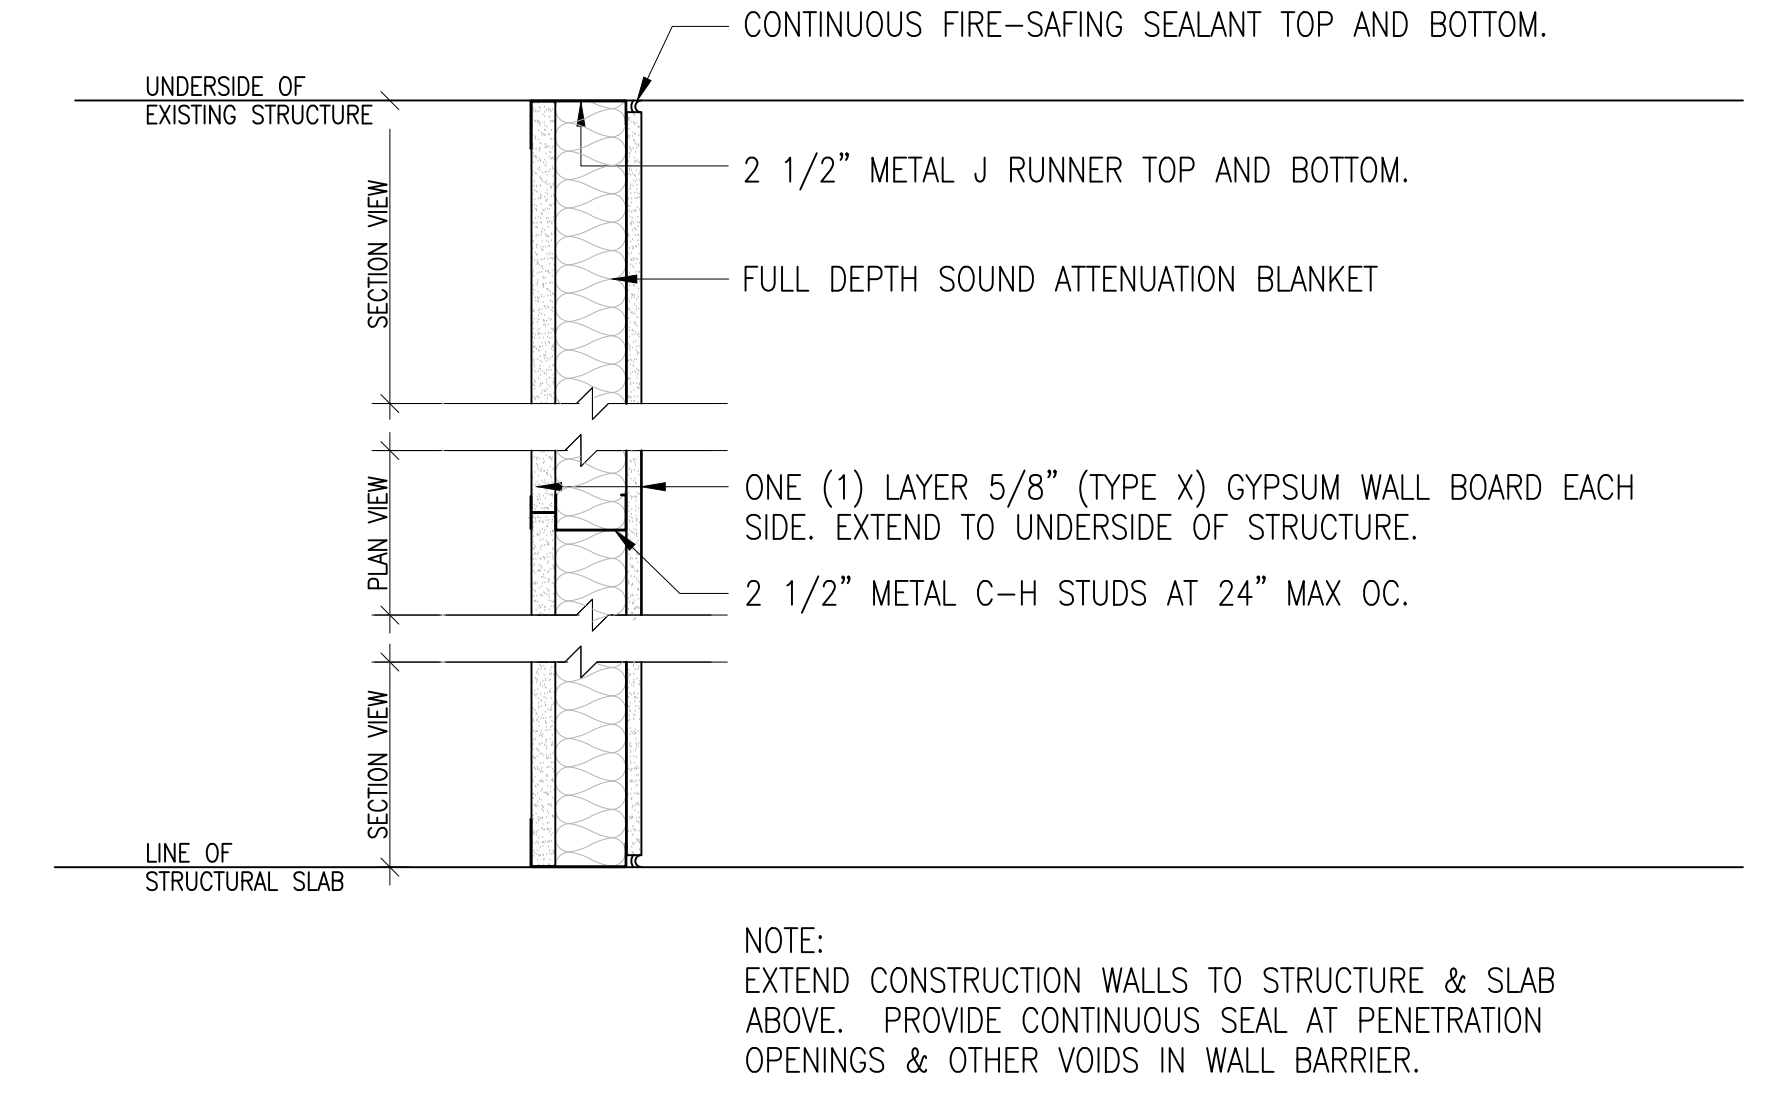 CONTINUOUS FIRE-SAFING SEALANT TOP AND BOTTOM.
UNDERSIDE OF
EXISTING STRUCTURE
2 1/2" METAL J RUNNER TOP AND BOTTOM.
SECTION VIEW
FULL DEPTH SOUND ATTENUATION BLANKET
PLAN VIEW
ONE (1) LAYER 5/8" (TYPE X) GYPSUM WALL BOARD EACH
SIDE. EXTEND TO UNDERSIDE OF STRUCTURE.
2 1/2" METAL C-H STUDS AT 24" MAX OC.
SECTION VIEW
LINE OF
STRUCTURAL SLAB
NOTE:
EXTEND CONSTRUCTION WALLS TO STRUCTURE & SLAB
ABOVE. PROVIDE CONTINUOUS SEAL AT PENETRATION
OPENINGS & OTHER VOIDS IN WALL BARRIER.